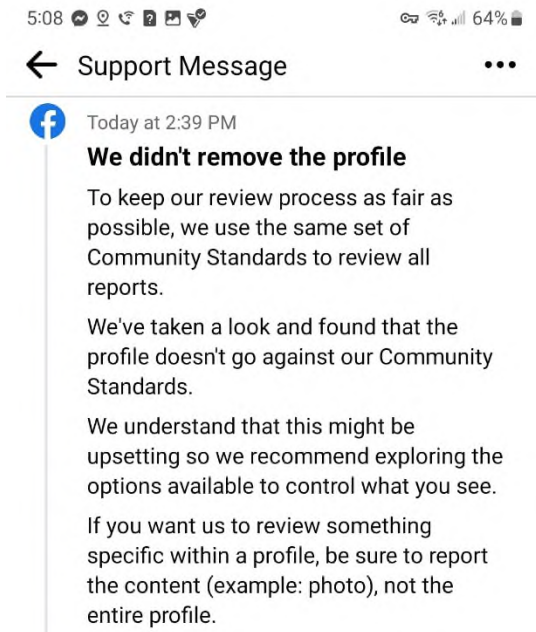 5:08 64%
Support Message
Today at 2:39 PM
We didn't remove the profile
To keep our review process as fair as
possible, we use the same set of
Community Standards to review all
reports.
We've taken a look and found that the
profile doesn't go against our Community
Standards.
We understand that this might be
upsetting so we recommend exploring the
options available to control what you see.
If you want us to review something
specific within a profile, be sure to report
the content (example: photo), not the
entire profile.